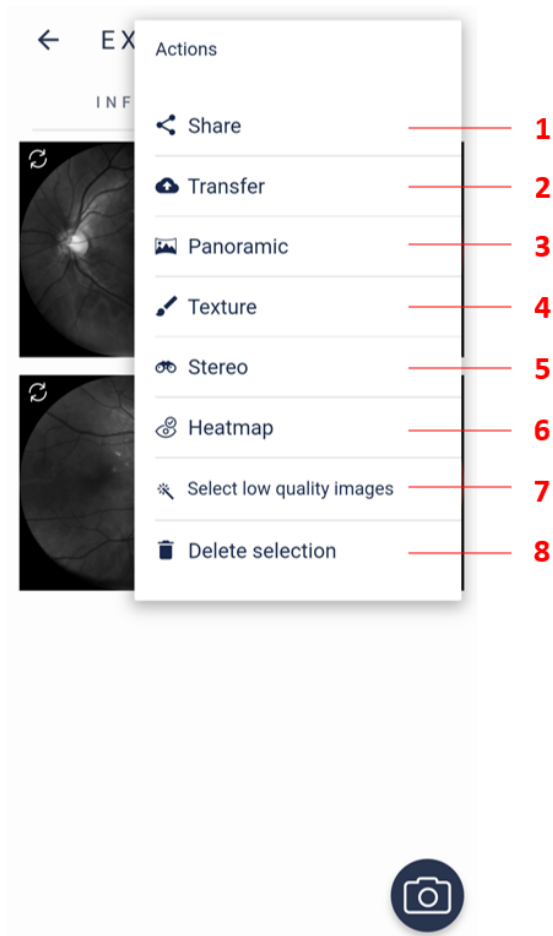 EX
Actions
INF
Share 1
Transfer 2
Panoramic 3
Texture 4
Stereo 5
Heatmap 6
Select low quality images 7
Delete selection 8